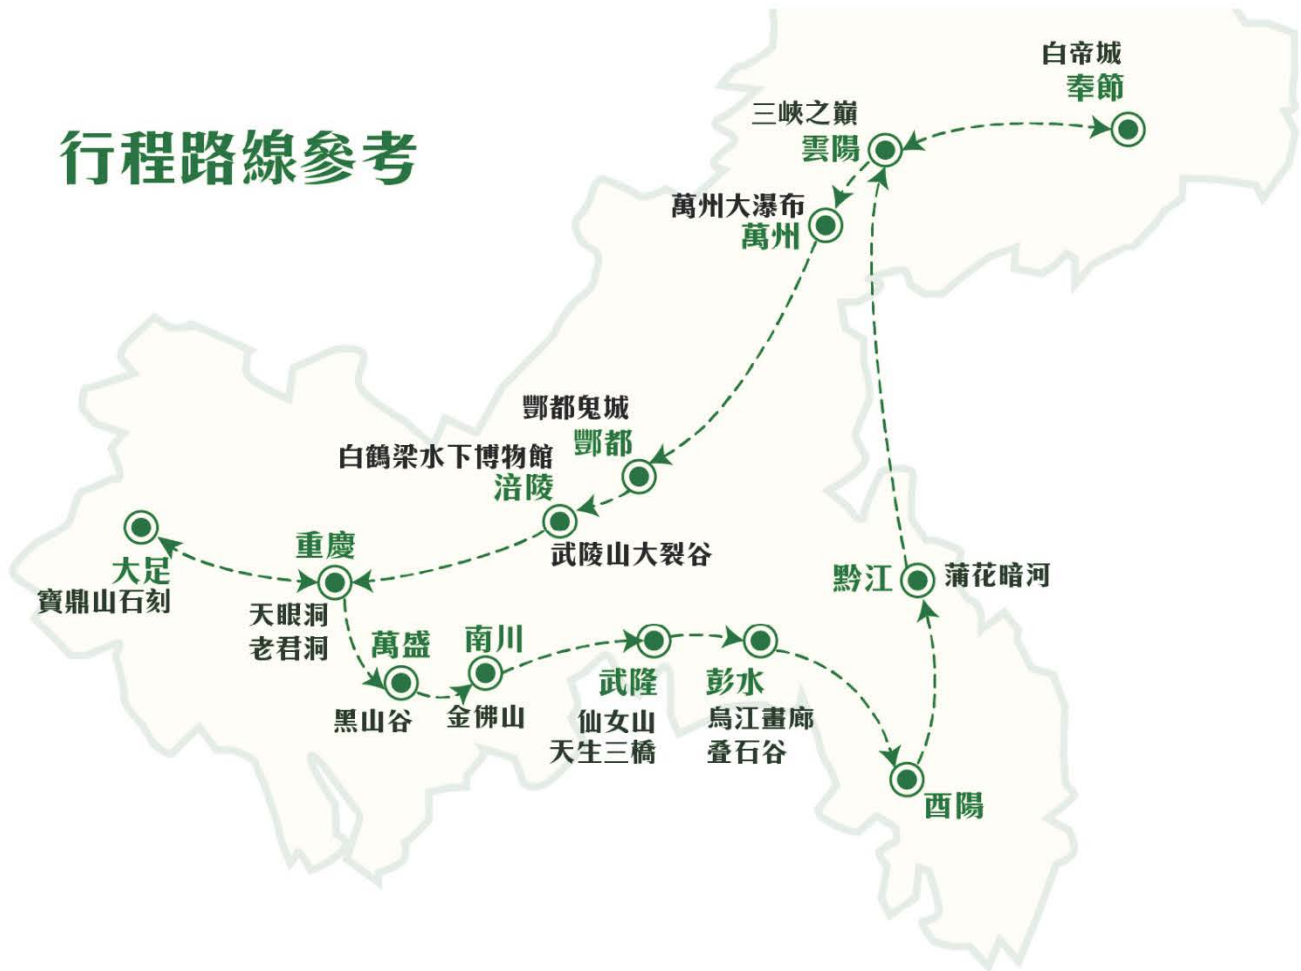 白帝城
奉節
三峽之巔
雲陽
行程路線參考
萬州大瀑布
萬州
酆都鬼城
酆都
白鶴梁水下博物館
涪陵
武陵山大裂谷
重慶
大足
寶鼎山石刻
天眼洞
老君洞
黔江
蒲花暗河
萬盛
黑山谷
南川
金佛山
武隆
仙女山
天生三橋
彭水
烏江畫廊
叠石谷
酉陽